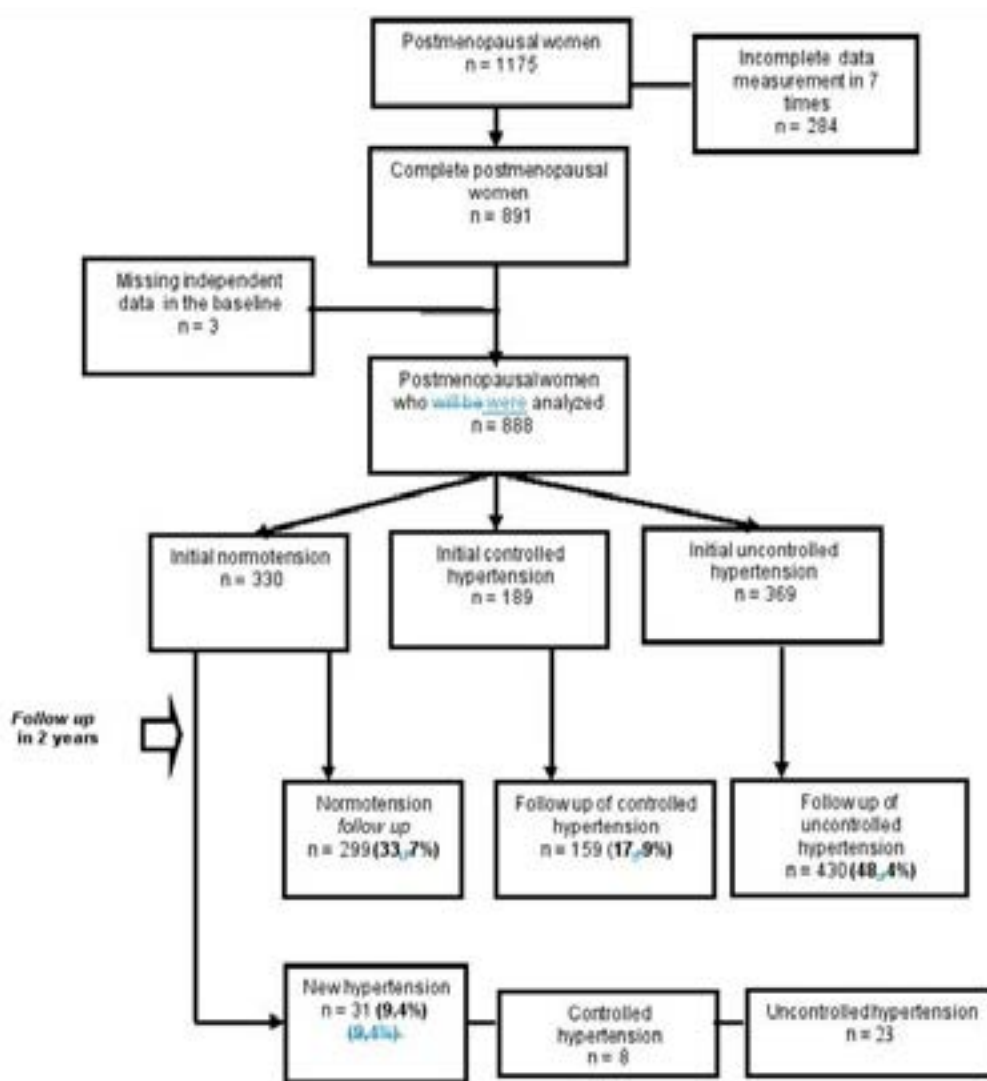 Postmenopausal women
n = 1175
Incomplete data
measurement in 7
times
n = 284
Complete postmenopausal
women
n = 891
Missing independent
data in the baseline
n = 3
Postmenopausal women
who will be were analyzed
n = 888
Initial normotension
n = 330
Initial controlled
hypertension
n = 189
Initial uncontrolled
hypertension
n = 369
Follow up
in 2 years
Normotension
follow up
n = 299 (33,.7%)
Follow up of controlled
hypertension
n = 159 (17,.9%)
Follow up of
uncontrolled
hypertension
n = 430 (48,.4%)
New hypertension
n = 31 (9.4%)
(9,4%)
Controlled
hypertension
n = 8
Uncontrolled hypertension
n = 23